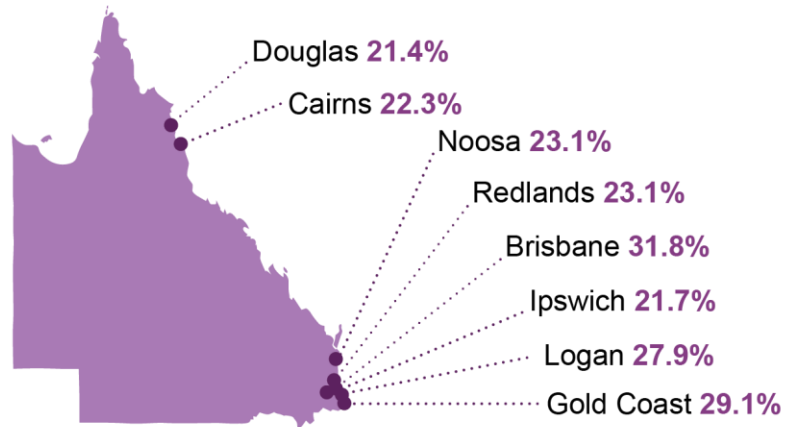 Douglas 21.4%
Cairns 22.3%
Noosa 23.1%
Redlands 23.1%
Brisbane 31.8%
Ipswich 21.7%
Logan 27.9%
Gold Coast 29.1%